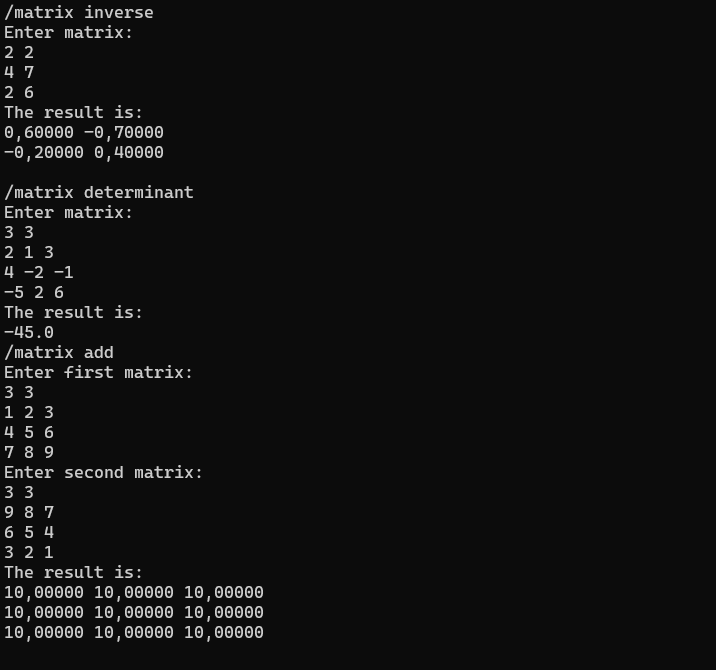 /matrix inverse
Enter matrix:
2 2
4 7
2 6
The result is:
0,60000 -0,70000
-0,20000 0,40000
/matrix determinant
Enter matrix:
3 3
2 1 3
4 -2 -1
-5 2 6
The result is:
-45.0
/matrix add
Enter first matrix:
3 3
1 2 3
4 5 6
7 8 9
Enter second matrix:
3 3
9 8 7
6 5 4
3 2 1
The result is:
10,00000 10,00000 10,00000
10,00000 10,00000 10,00000
10,00000 10,00000 10,00000